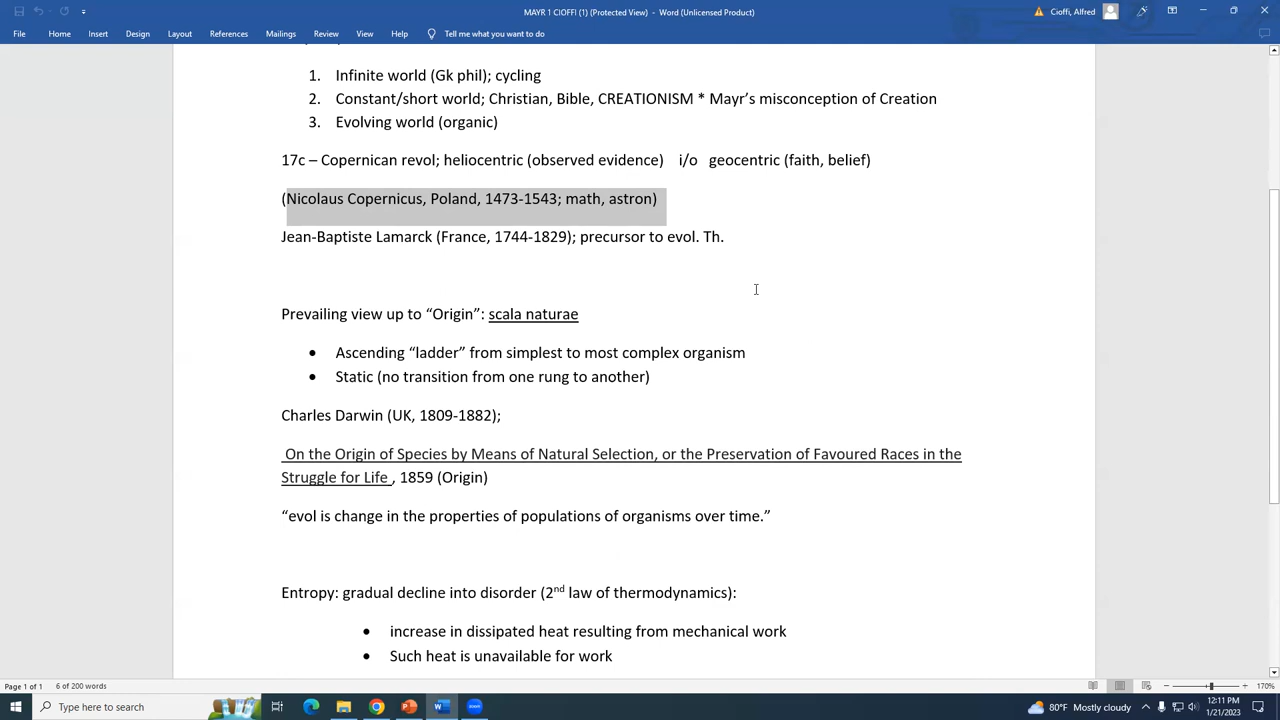 MAYR 1 CIOFFI (1) (Protected View) - Word (Unlicensed Product)
Cioffi, Alfred
File Home Insert Design Layout References Mailings Review View Help Tell me what you want to do
1. Infinite world (Gk phil); cycling
2. Constant/short world; Christian, Bible, CREATIONISM * Mayr’s misconception of Creation
3. Evolving world (organic)
17c – Copernican revol; heliocentric (observed evidence) i/o geocentric (faith, belief)
(Nicolaus Copernicus, Poland, 1473-1543; math, astron)
Jean-Baptiste Lamarck (France, 1744-1829); precursor to evol. Th.
Prevailing view up to “Origin”: scala naturae
• Ascending “ladder” from simplest to most complex organism
• Static (no transition from one rung to another)
Charles Darwin (UK, 1809-1882);
On the Origin of Species by Means of Natural Selection, or the Preservation of Favoured Races in the
Struggle for Life , 1859 (Origin)
“evol is change in the properties of populations of organisms over time.”
Entropy: gradual decline into disorder (2nd law of thermodynamics):
• increase in dissipated heat resulting from mechanical work
• Such heat is unavailable for work
Page 1 of 1 6 of 200 words
170%
Type here to search
80°F Mostly cloudy
12:11 PM
1/21/2023